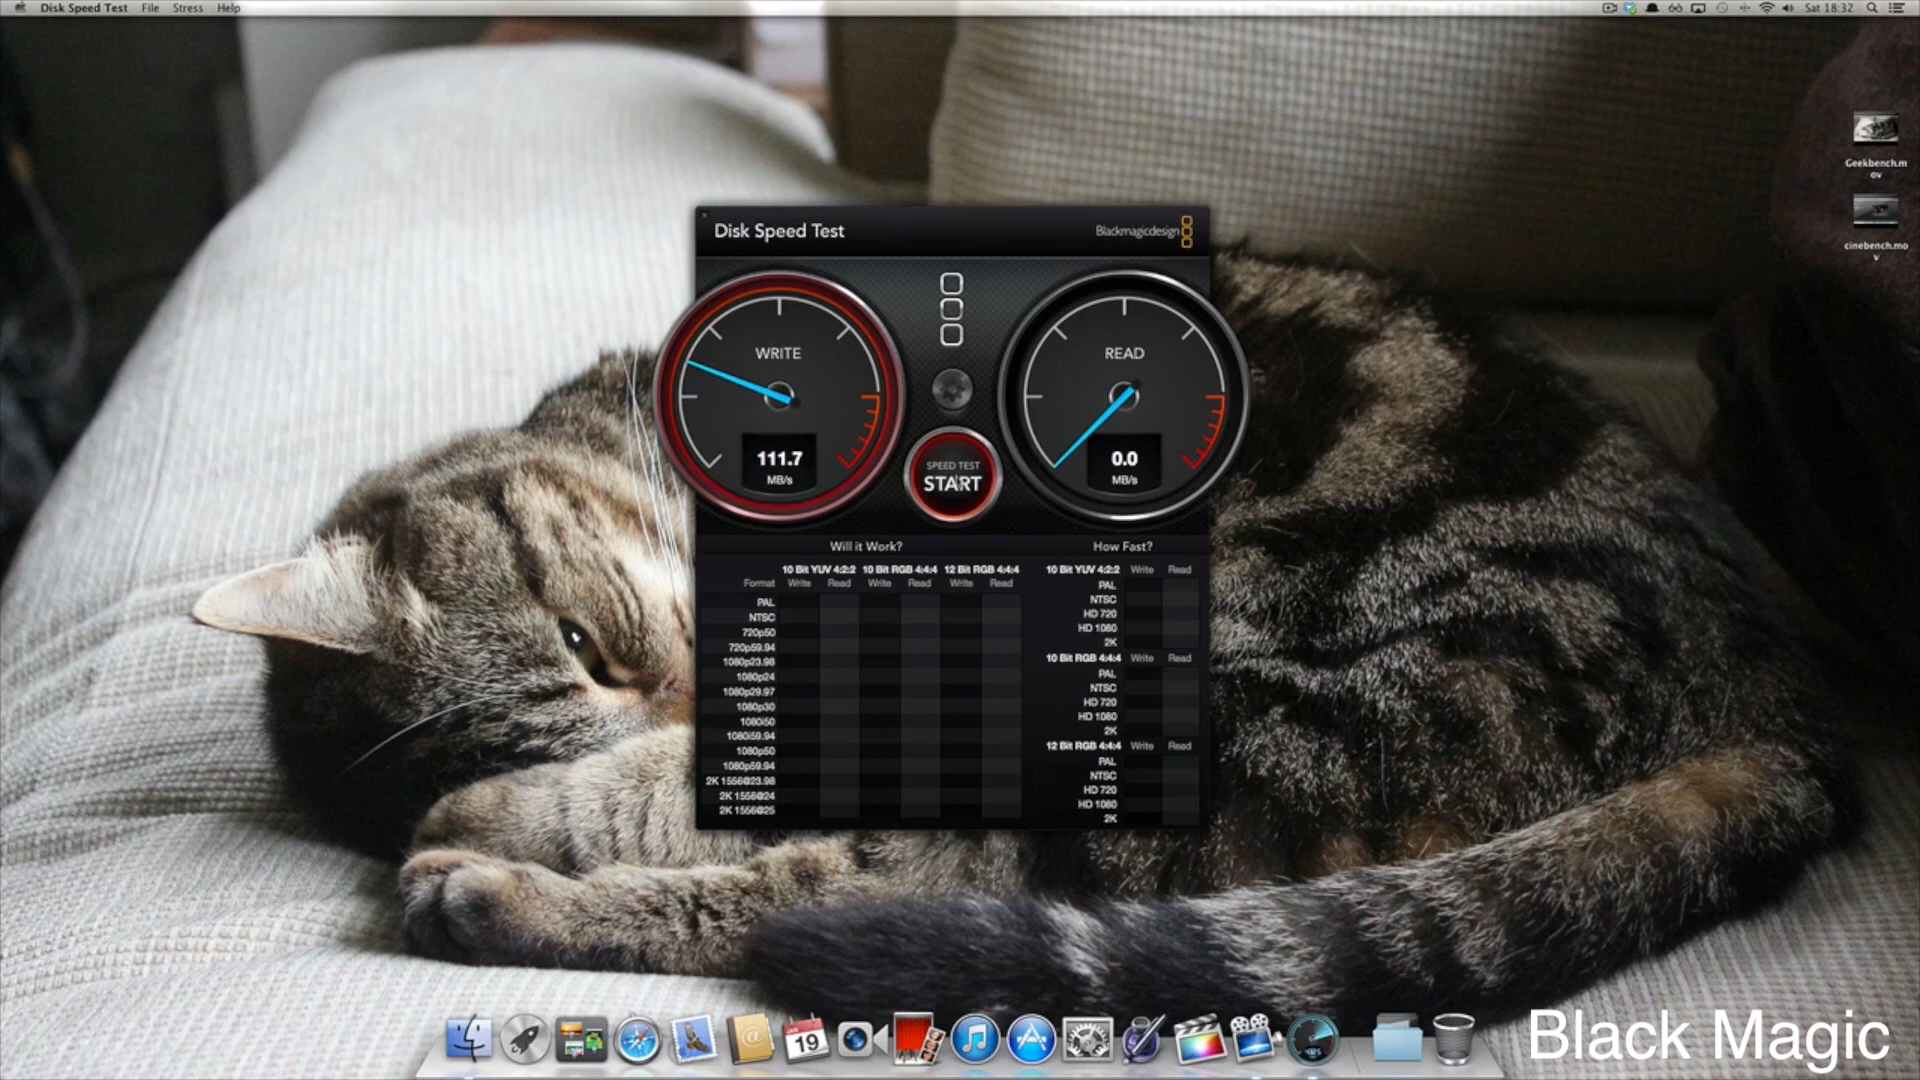 Disk Speed Test File Stress Help
Sat 18:32
Geekbench.m
ov
cinebench.mo
v
Disk Speed Test
Blackmagicdesign
WRITE
111.7
MB/s
READ
0.0
MB/s
SPEED TEST
START
Will it Work?
10 Bit YUV 4:2:2 10 Bit RGB 4:4:4 12 Bit RGB 4:4:4
Format Write Read Write Read Write Read
PAL
NTSC
720p50
720p59.94
1080p23.98
1080p24
1080p29.97
1080p30
1080i50
1080i59.94
1080p50
1080p59.94
2K 1556@23.98
2K 1556@24
2K 1556@25
How Fast?
10 Bit YUV 4:2:2 Write Read
PAL
NTSC
HD 720
HD 1080
2K
10 Bit RGB 4:4:4 Write Read
PAL
NTSC
HD 720
HD 1080
2K
12 Bit RGB 4:4:4 Write Read
PAL
NTSC
HD 720
HD 1080
2K
JAN
19
Black Magic